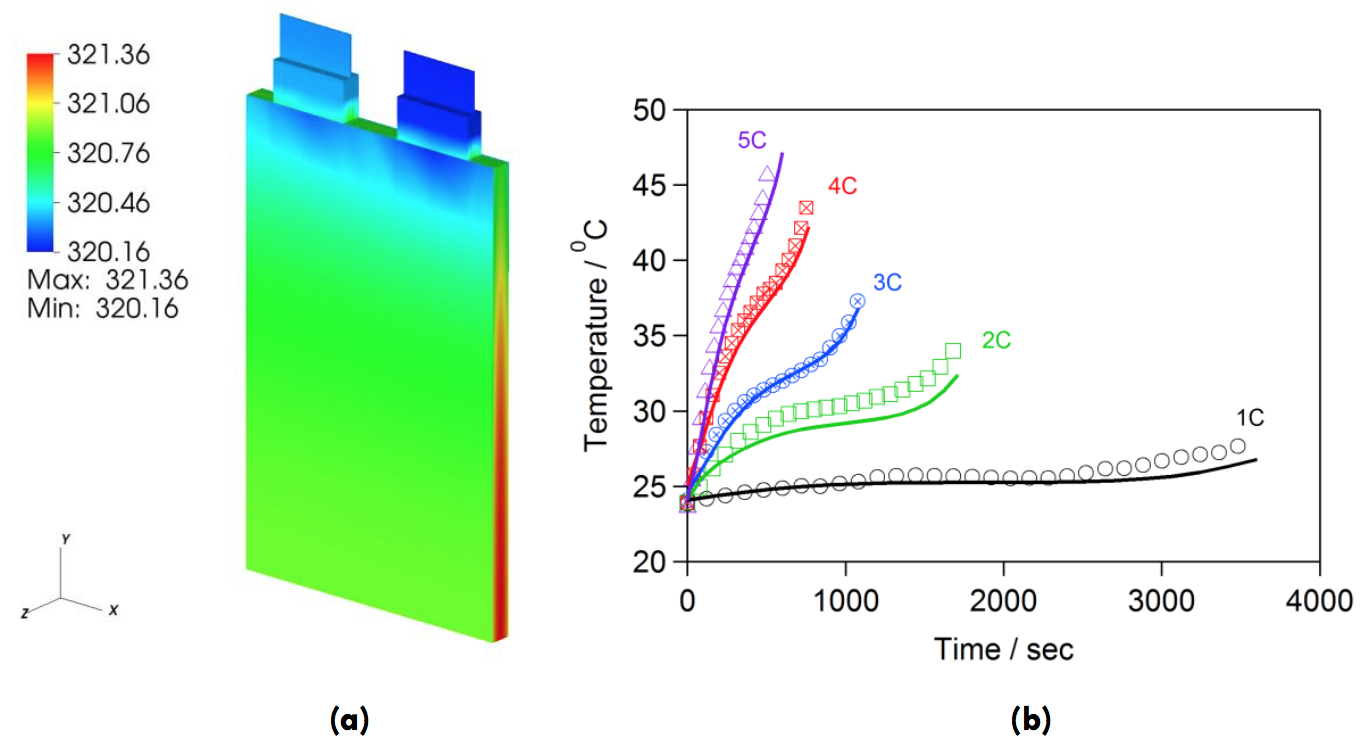 321.36
321.06
320.76
320.46
320.16
Max: 321.36
Min: 320.16
Y
Z
X
(a)
50
45
40
35
30
25
20
Temperature / ⁰C
5C
4C
3C
2C
1C
0
1000
2000
3000
4000
Time / sec
(b)